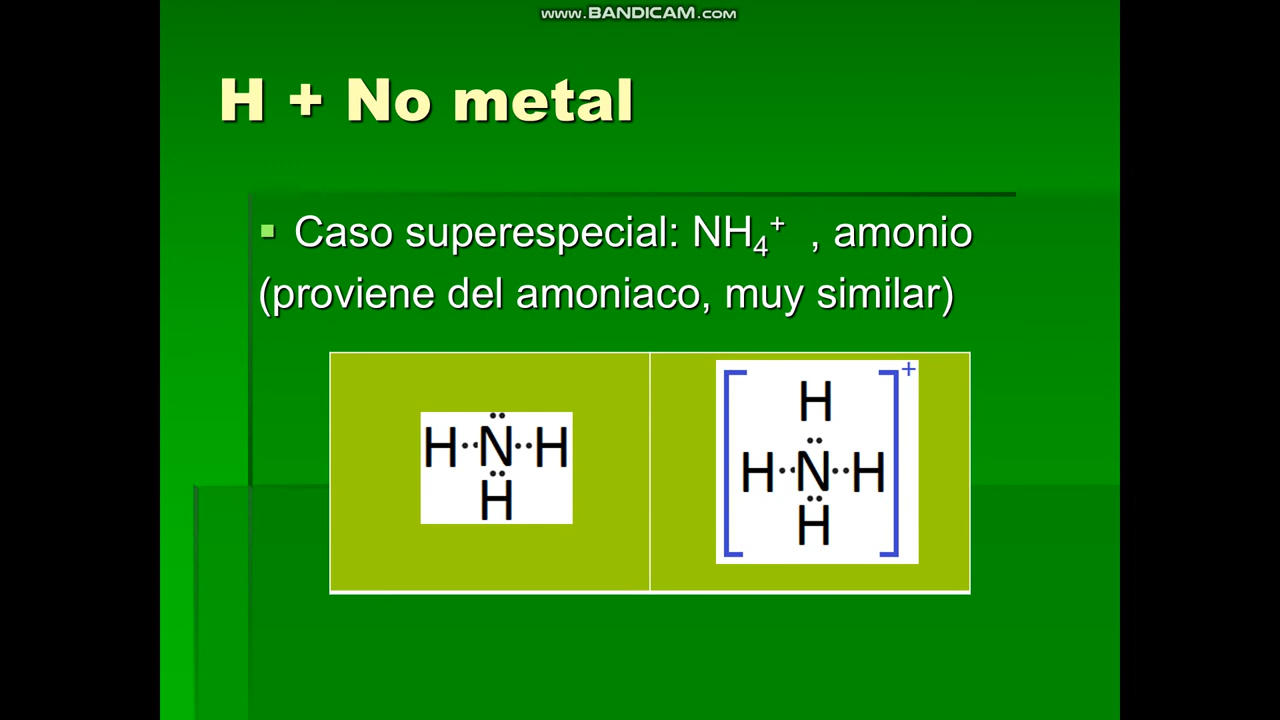 www.BANDICAM.com
H + No metal
▪ Caso superespecial: NH₄⁺ , amonio
(proviene del amoniaco, muy similar)
H··N̈··H
··
H
[ H ]⁺
··
H··N··H
··
H